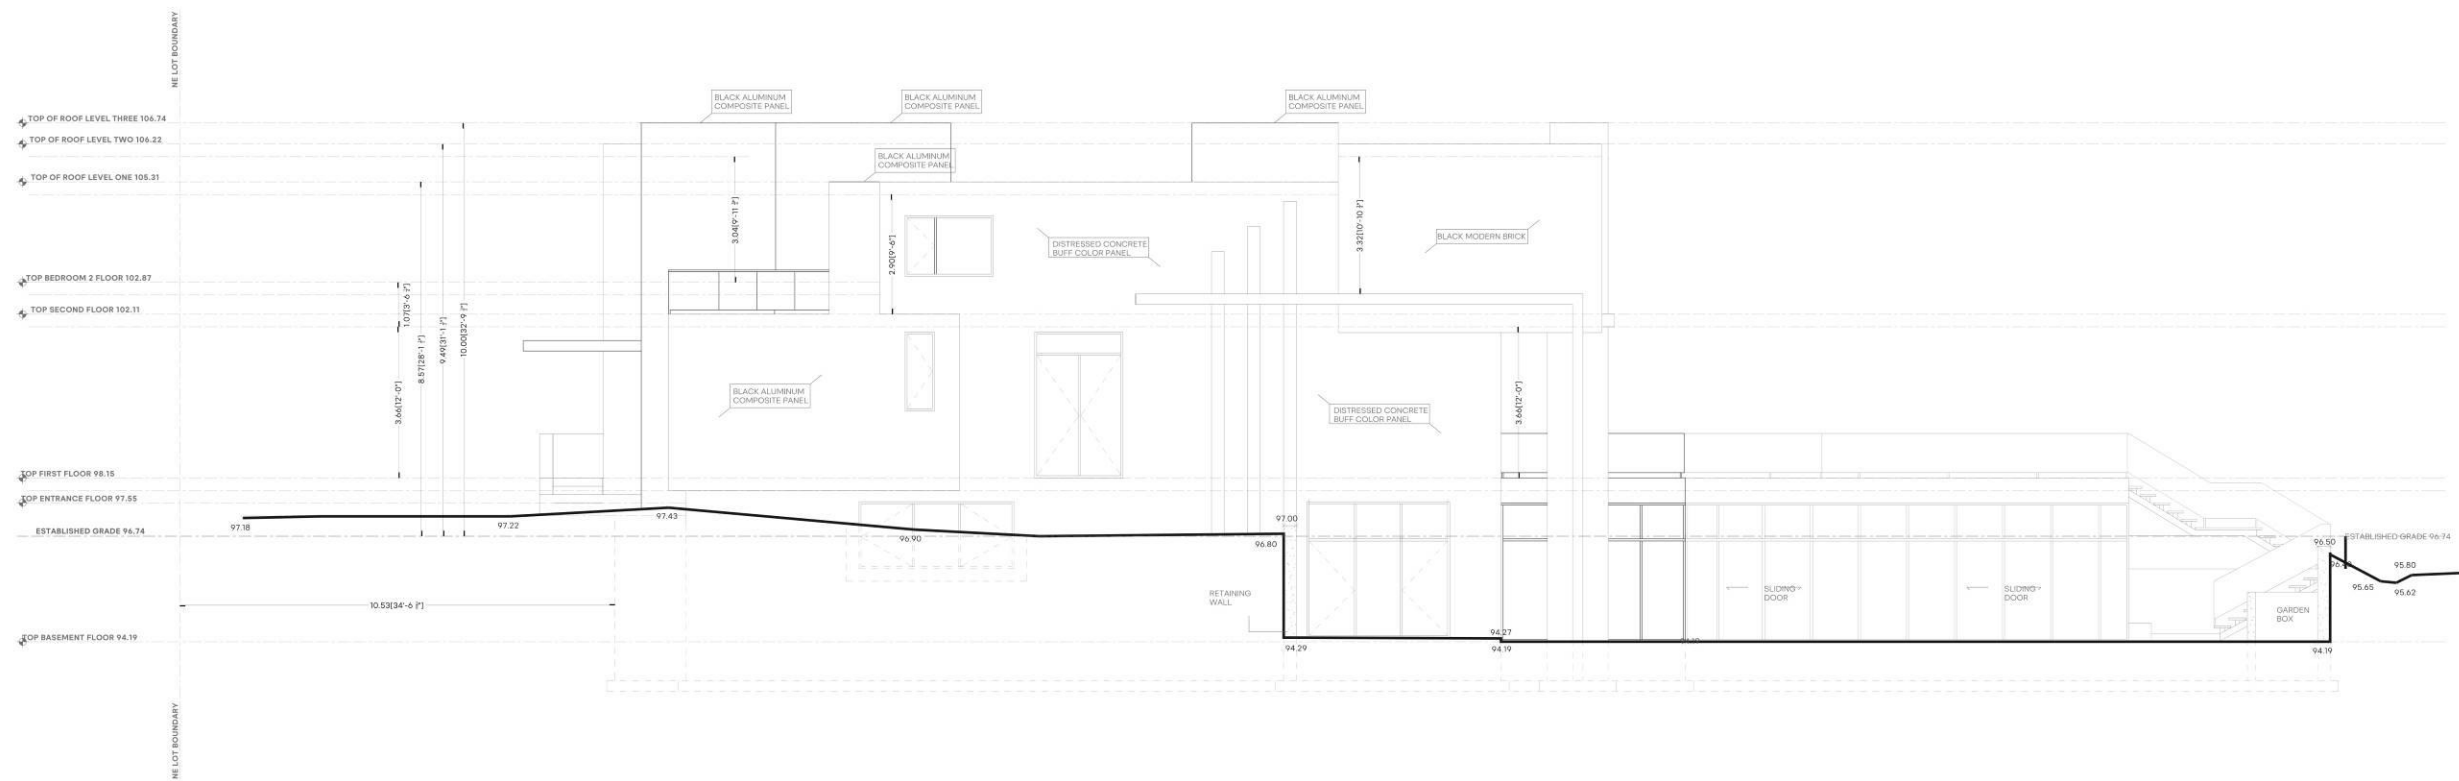 NE LOT BOUNDARY
BLACK ALUMINUM
COMPOSITE PANEL
BLACK ALUMINUM
COMPOSITE PANEL
BLACK ALUMINUM
COMPOSITE PANEL
TOP OF ROOF LEVEL THREE 106.74
TOP OF ROOF LEVEL TWO 106.22
BLACK ALUMINUM
COMPOSITE PANEL
TOP OF ROOF LEVEL ONE 105.31
3.04[9'-11
3.32[10'-10
2.90[9'-6"]
BLACK MODERN BRICK
DISTRESSED CONCRETE
BUFF COLOR PANEL
TOP BEDROOM 2 FLOOR 102.87
TOP SECOND FLOOR 102.11
1.07[3'-6
10.00[32'-9
9.49[31'-1
8.57[28'-1
3.66[12'-0"]
3.66[12'-0"]
BLACK ALUMINUM
COMPOSITE PANEL
DISTRESSED CONCRETE
BUFF COLOR PANEL
TOP FIRST FLOOR 98.15
TOP ENTRANCE FLOOR 97.55
97.18
97.22
97.43
97.00
ESTABLISHED GRADE 96.74
96.90
96.80
96.50
ESTABLISHED GRADE 96.74
95.80
95.65
95.62
RETAINING
WALL
SLIDING
DOOR
SLIDING
DOOR
GARDEN
BOX
10.53[34'-6
TOP BASEMENT FLOOR 94.19
94.27
94.29
94.19
94.19
NE LOT BOUNDARY